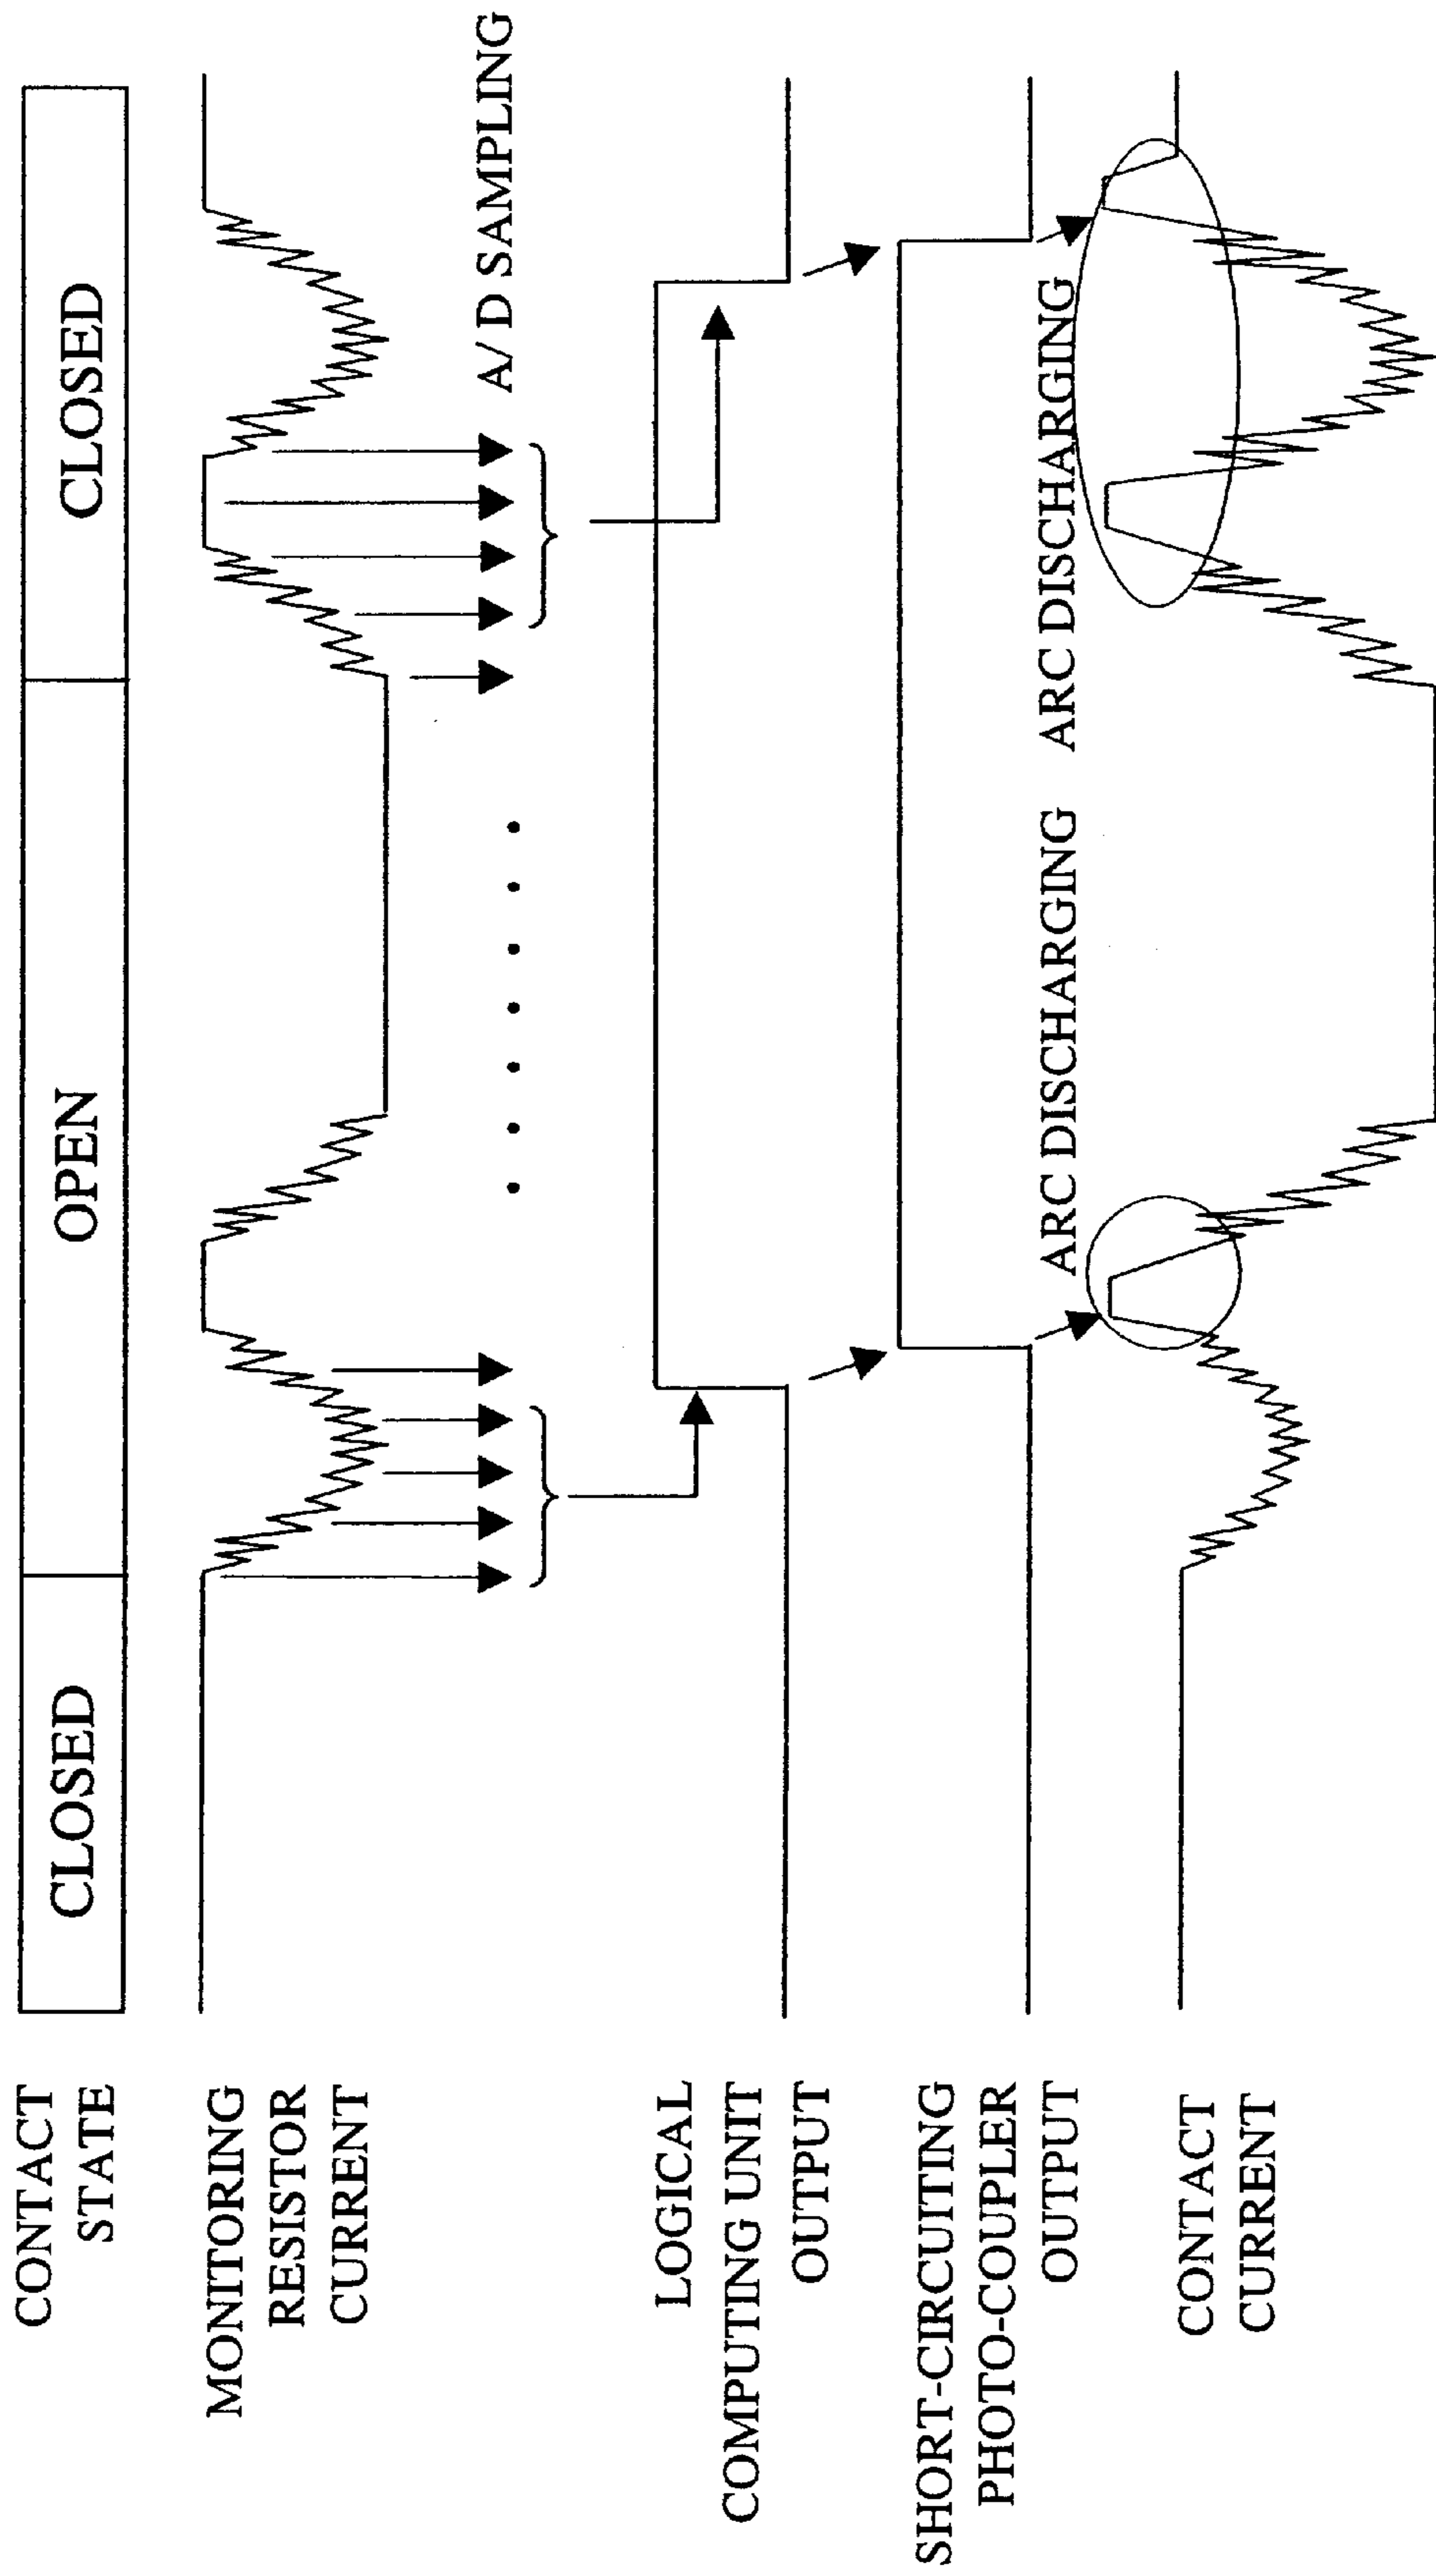 CONTACT
STATE
CLOSED
OPEN
CLOSED
MONITORING
RESISTOR
CURRENT
A/D SAMPLING
LOGICAL
COMPUTING UNIT
OUTPUT
SHORT-CIRCUITING
PHOTO-COUPLER
OUTPUT
ARC DISCHARGING
ARC DISCHARGING
CONTACT
CURRENT